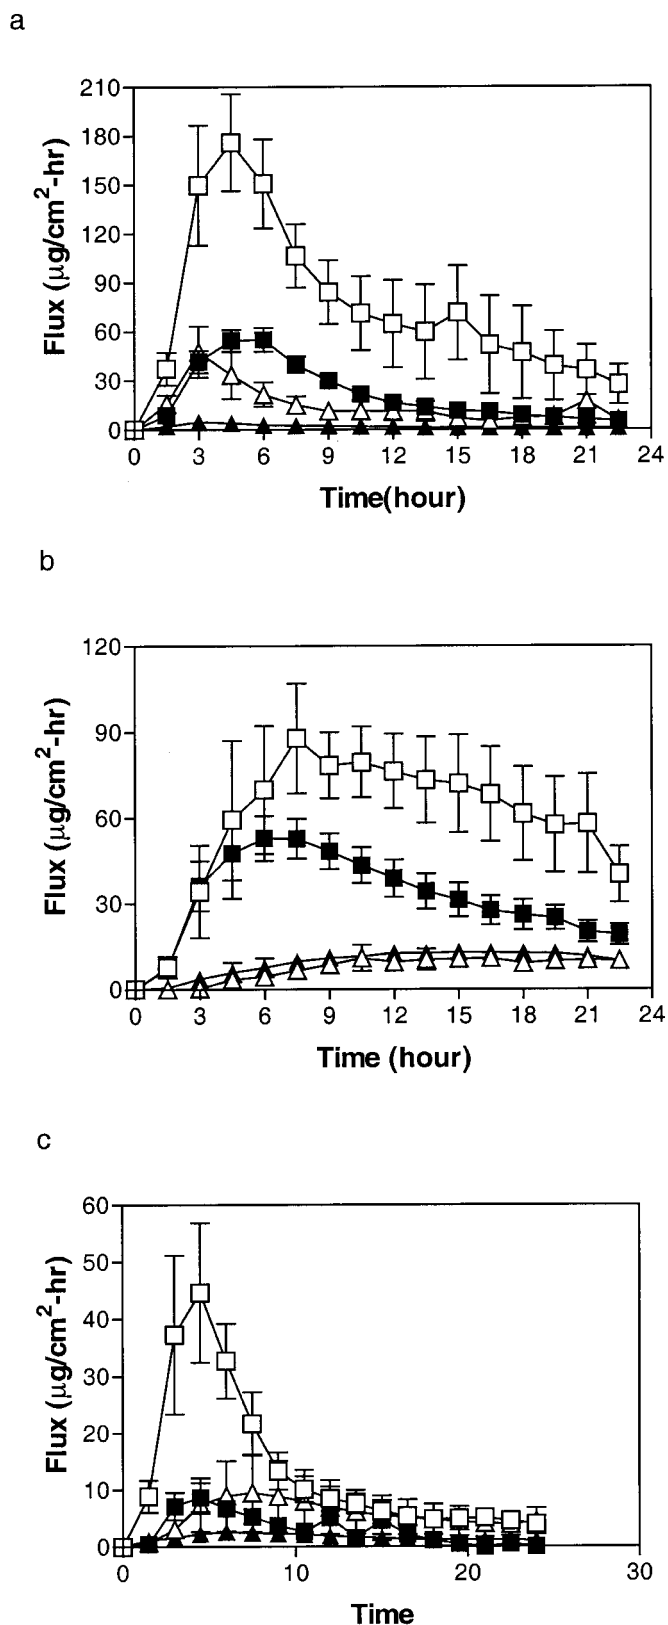 a
210
180
150
120
90
60
30
0
Flux (µg/cm²-hr)
0 3 6 9 12 15 18 21 24
Time(hour)
b
120
90
60
30
0
Flux (µg/cm²-hr)
0 3 6 9 12 15 18 21 24
Time (hour)
c
60
50
40
30
20
10
0
Flux (µg/cm²-hr)
0 10 20 30
Time